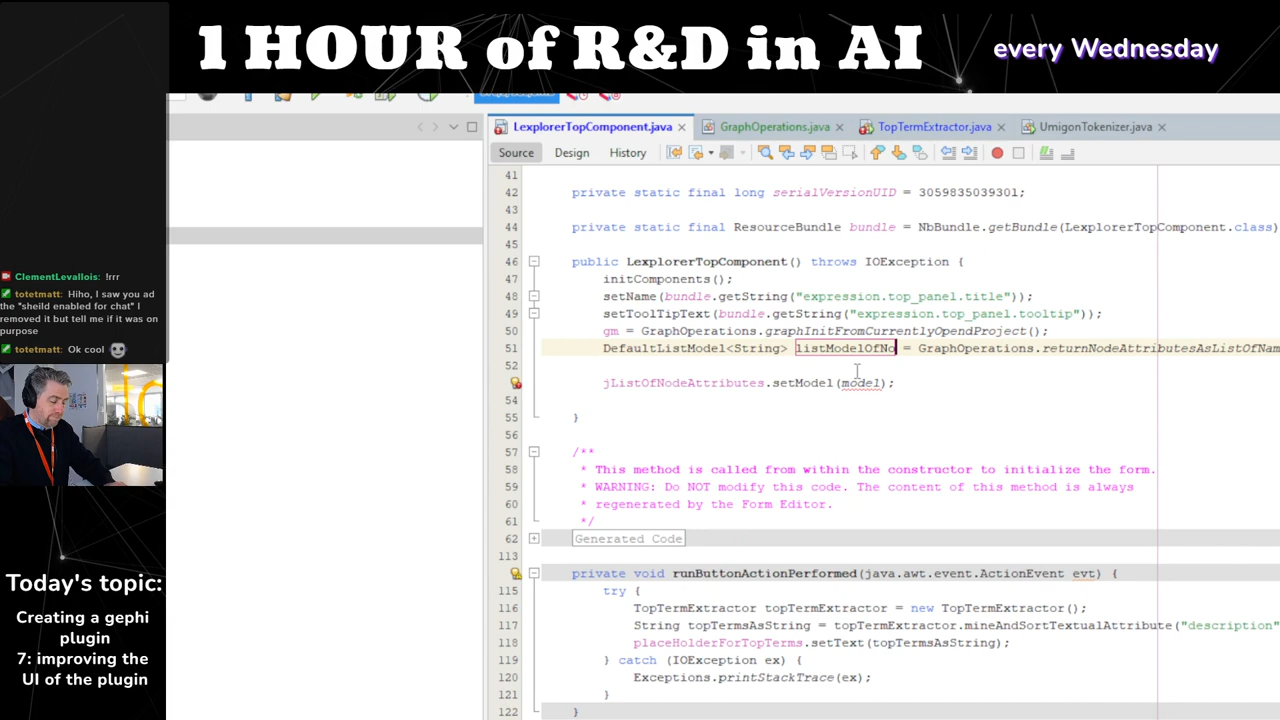 1 HOUR of R&D in AI
every Wednesday
LexplorerTopComponent.java
GraphOperations.java
TopTermExtractor.java
UmigonTokenizer.java
Source
Design
History
41
42 private static final long serialVersionUID = 3059835039301;
43
44 private static final ResourceBundle bundle = NbBundle.getBundle(LexplorerTopComponent.class)
45
46 public LexplorerTopComponent() throws IOException {
47 initComponents();
48 setName(bundle.getString("expression.top_panel.title"));
49 setToolTipText(bundle.getString("expression.top_panel.tooltip"));
50 gm = GraphOperations.graphInitFromCurrentlyOpendProject();
51 DefaultListModel<String> listModelOfNo = GraphOperations.returnNodeAttributesAsListOfNam
52
jListOfNodeAttributes.setModel(model);
54
55 }
56
57 /**
58 * This method is called from within the constructor to initialize the form.
59 * WARNING: Do NOT modify this code. The content of this method is always
60 * regenerated by the Form Editor.
61 */
62 Generated Code
113
private void runButtonActionPerformed(java.awt.event.ActionEvent evt) {
115 try {
116 TopTermExtractor topTermExtractor = new TopTermExtractor();
117 String topTermsAsString = topTermExtractor.mineAndSortTextualAttribute("description"
118 placeHolderForTopTerms.setText(topTermsAsString);
119 } catch (IOException ex) {
120 Exceptions.printStackTrace(ex);
121 }
122 }
ClementLevallois: !rrr
totetmatt: Hiho, I saw you ad
the "sheild enabled for chat" I
removed it but tell me if it was on
purpose
totetmatt: Ok cool
Today's topic:
Creating a gephi
plugin
7: improving the
UI of the plugin